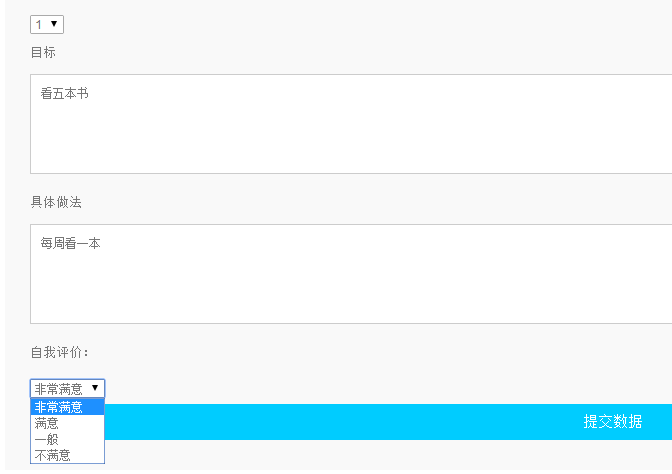 1
目标
看五本书
具体做法
每周看一本
自我评价：
非常满意
非常满意
满意
一般
不满意
提交数据